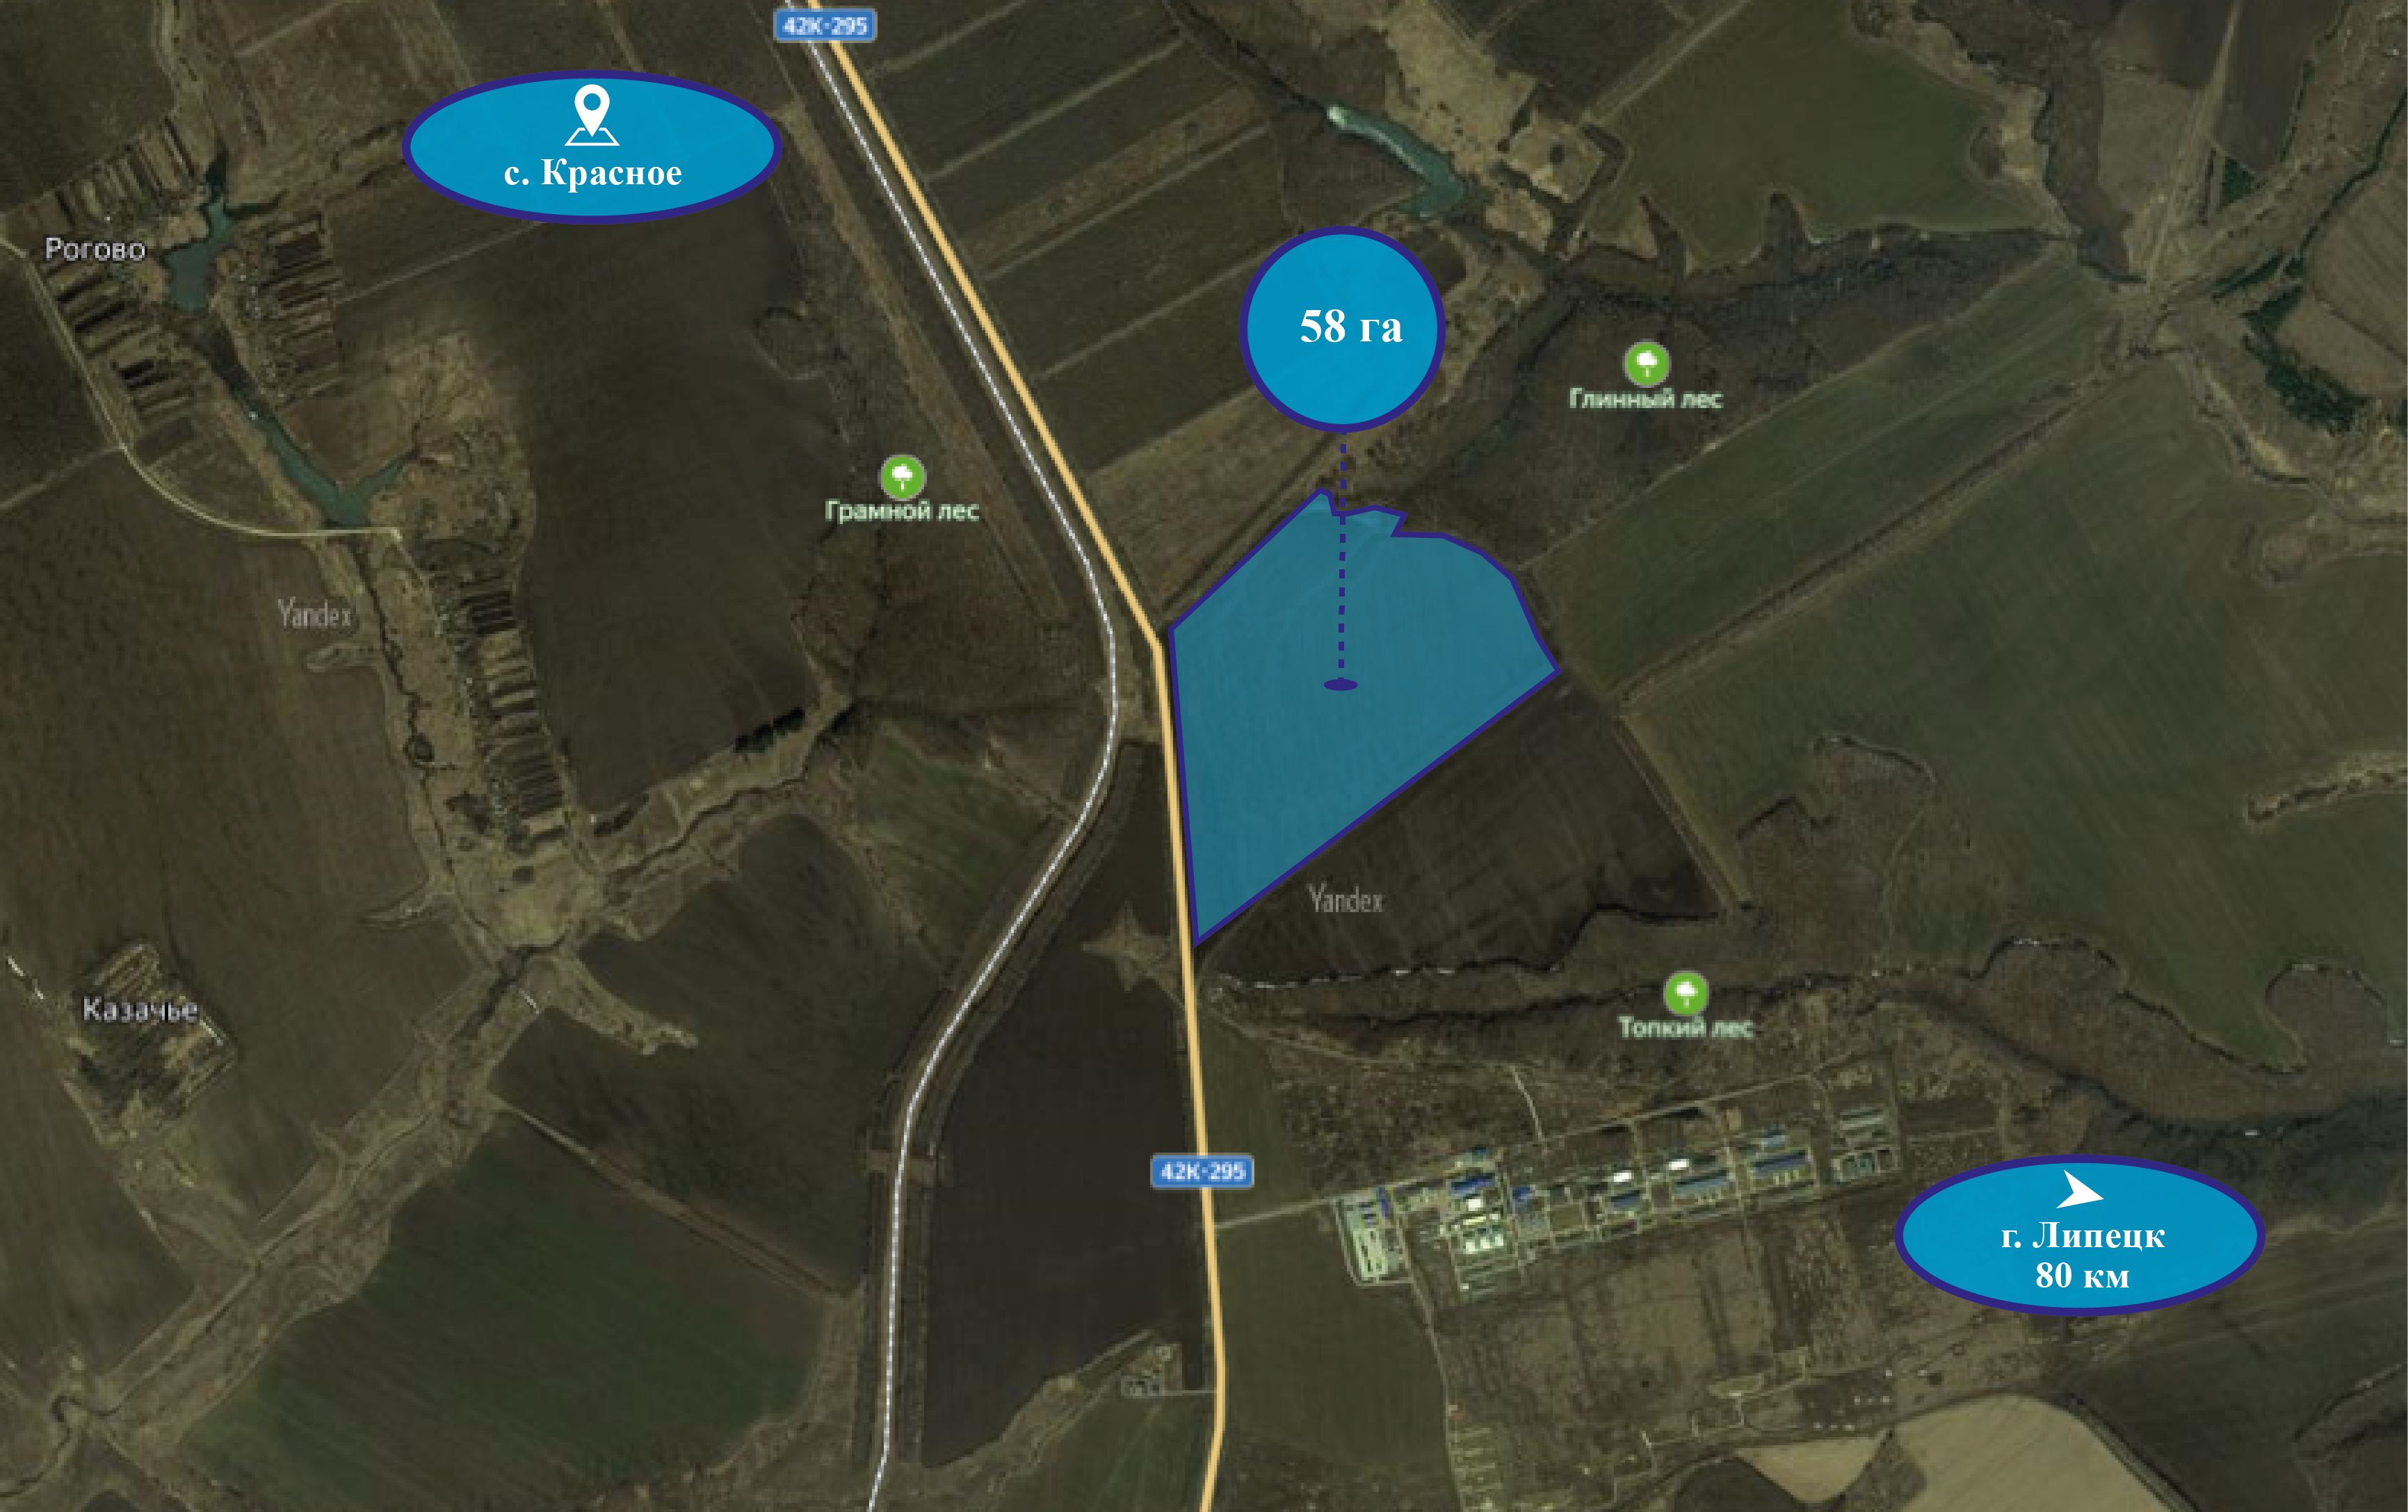 42К-295
с. Красное
Рогово
58 га
Глинный лес
Грамной лес
Yandex
Yandex
Казачье
Топкий лес
42К-295
г. Липецк
80 км